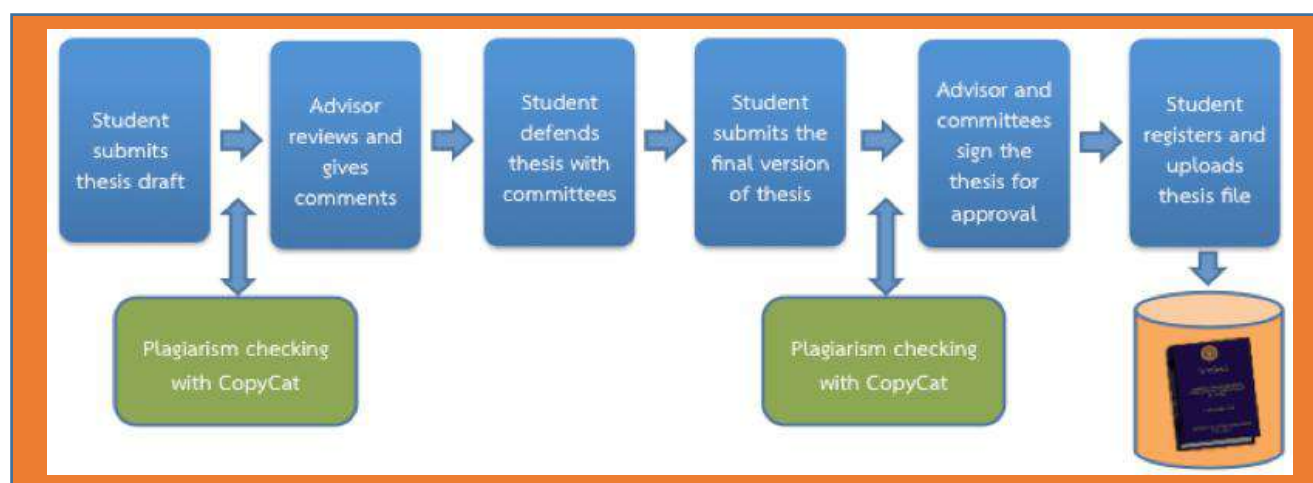 Student
submits
thesis draft
Advisor
reviews and
gives
comments
Student
defends
thesis with
committees
Student
submits the
final version
of thesis
Advisor and
committees
sign the
thesis for
approval
Student
registers and
uploads
thesis file
Plagiarism checking
with CopyCat
Plagiarism checking
with CopyCat